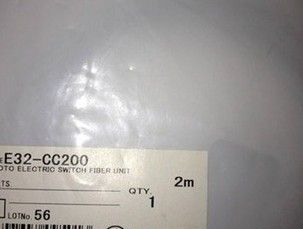 E32-CC200
OTO ELECTRIC SWITCH FIBER UNIT
TS.
QTY.
2m
1
LOTNo 56